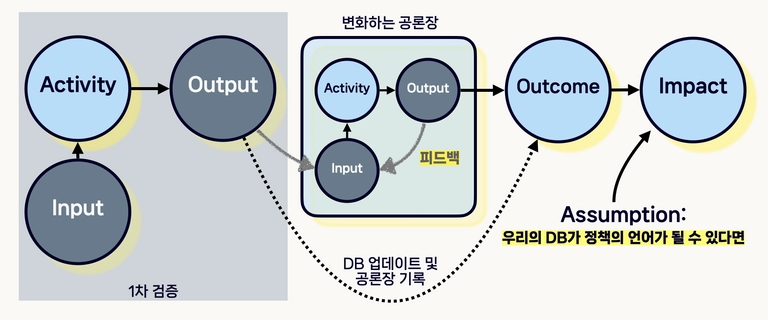 변화하는 공론장
Activity
Output
Activity
Output
Outcome
Impact
Input
Input
피드백
Assumption:
우리의 DB가 정책의 언어가 될 수 있다면
DB 업데이트 및
공론장 기록
1차 검증